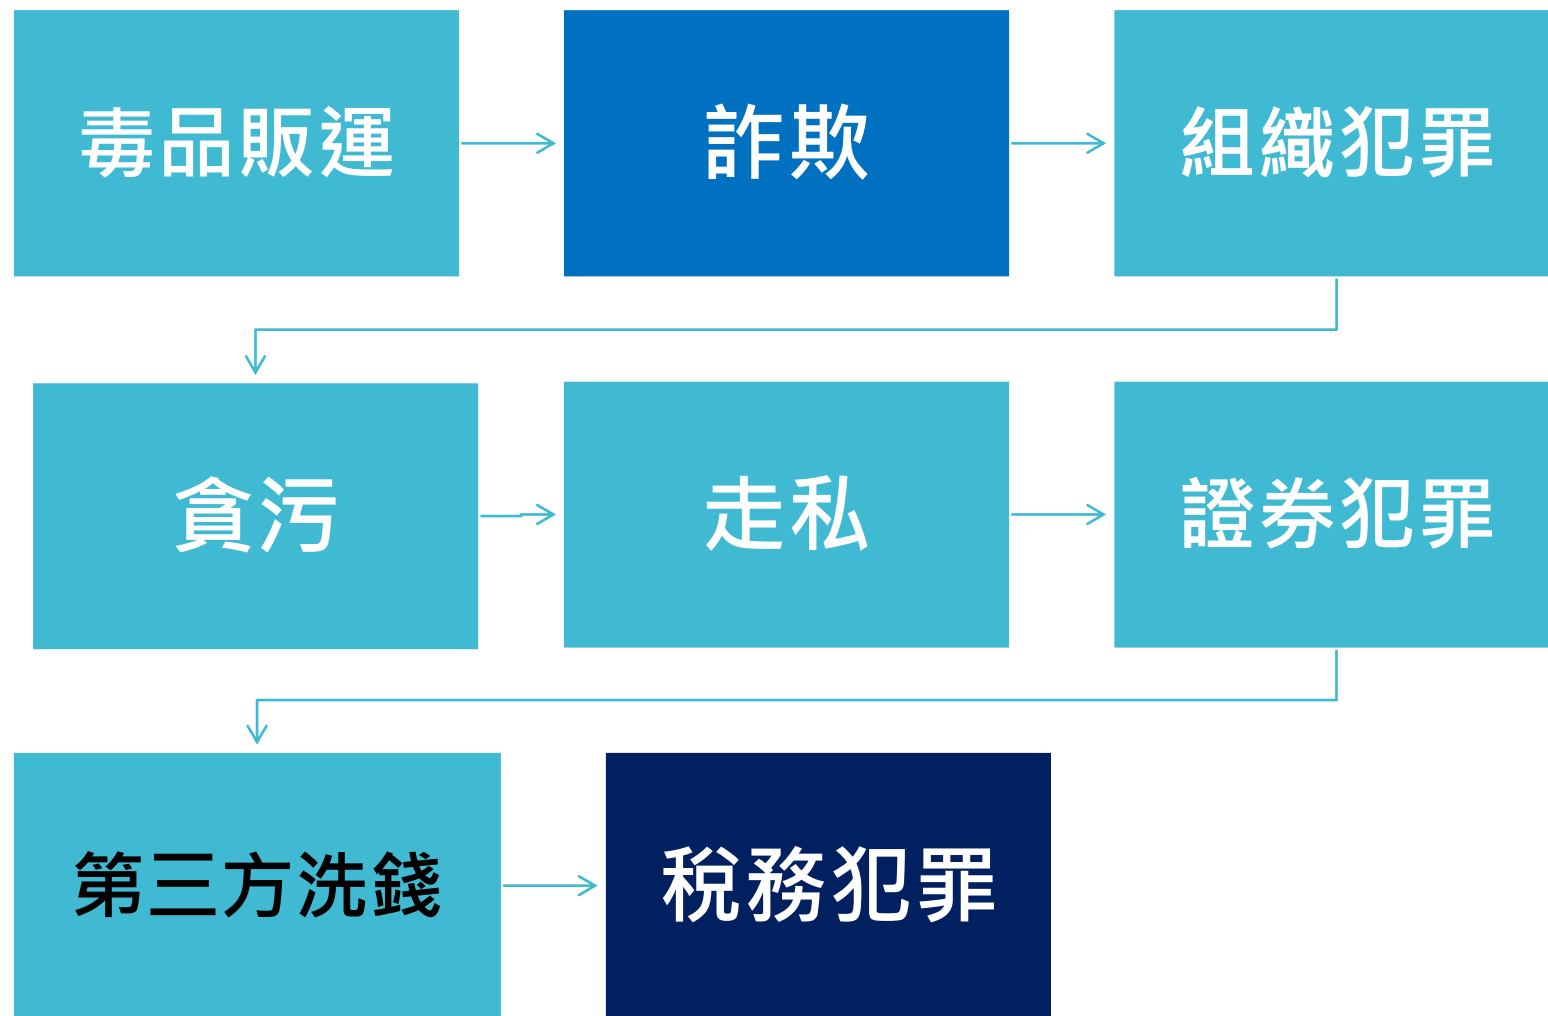 毒品販運
詐欺
組織犯罪
貪污
走私
證券犯罪
第三方洗錢
稅務犯罪